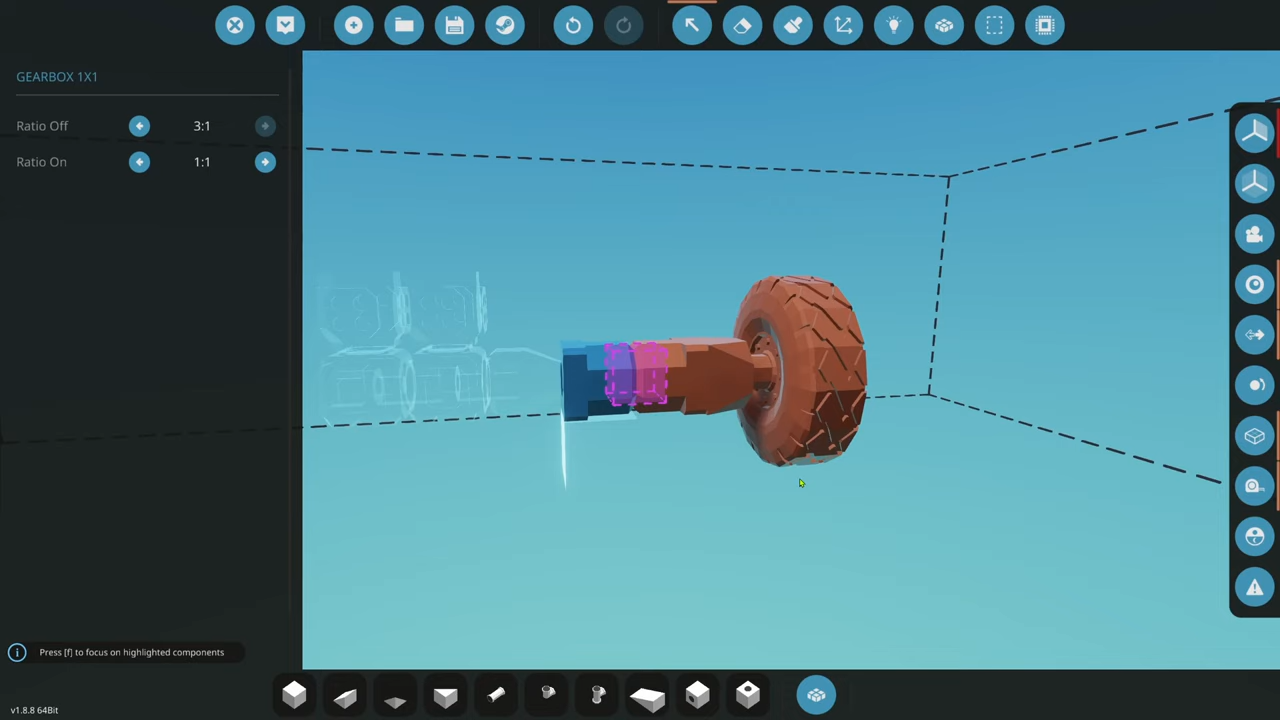 GEARBOX 1X1
Ratio Off 3:1
Ratio On 1:1
Press [f] to focus on highlighted components
v1.8.8 64Bit